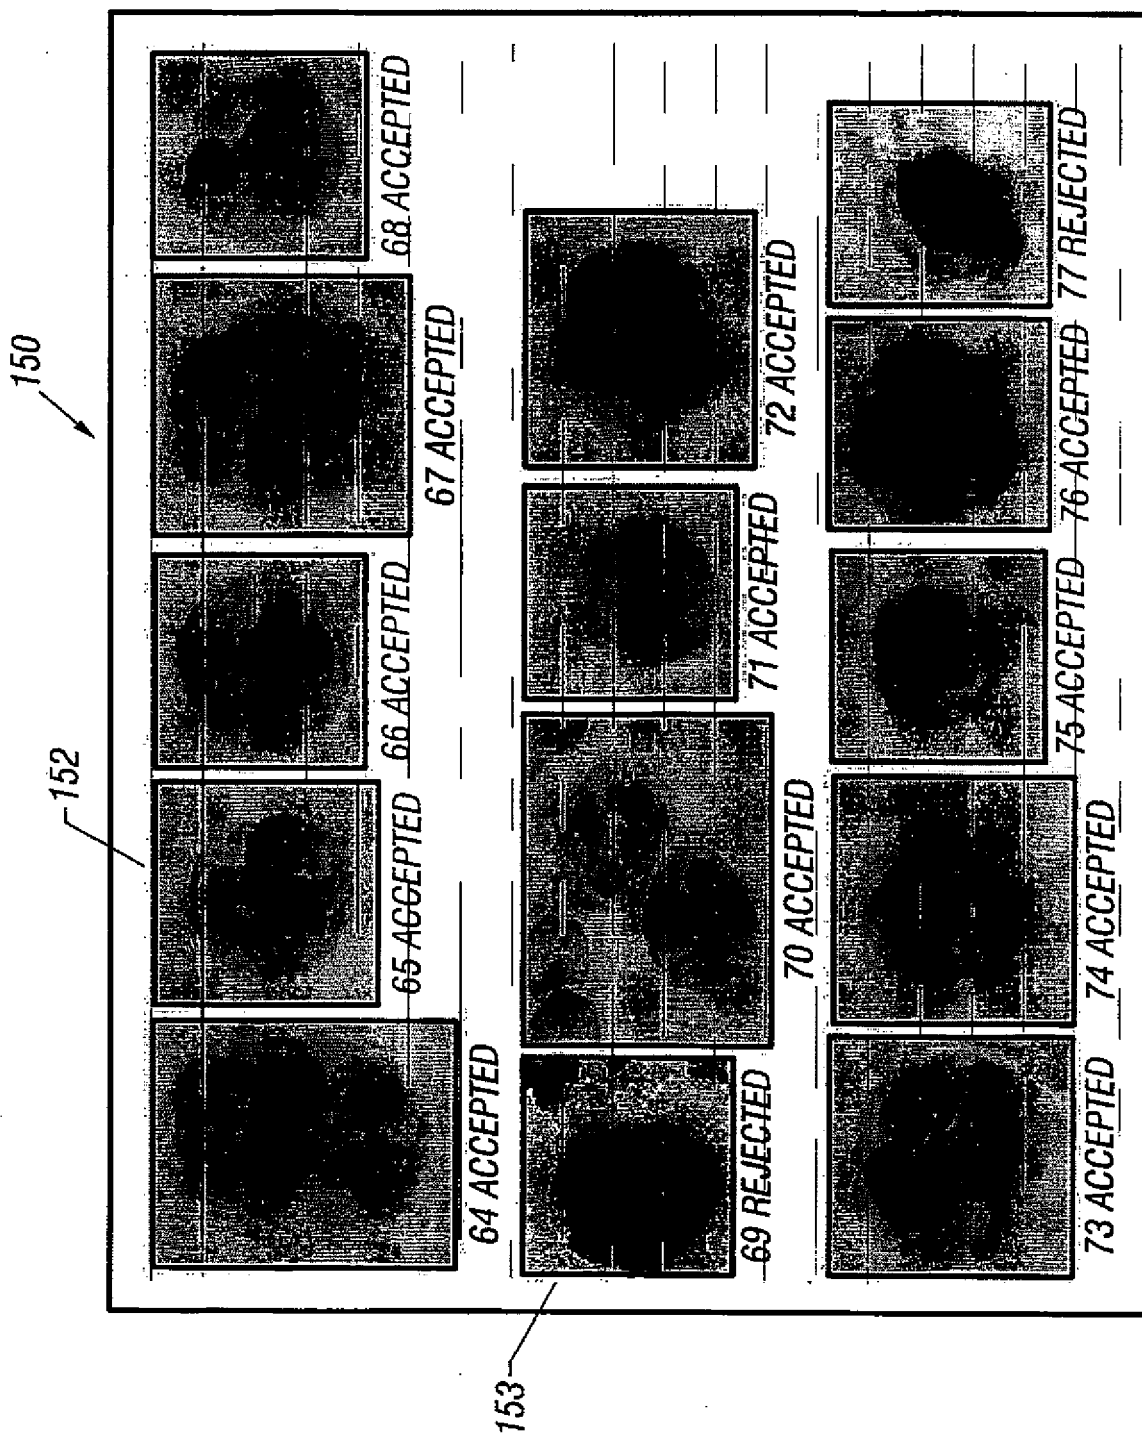 150
152
64 ACCEPTED
65 ACCEPTED
66 ACCEPTED
67 ACCEPTED
68 ACCEPTED
153
69 REJECTED
70 ACCEPTED
71 ACCEPTED
72 ACCEPTED
73 ACCEPTED
74 ACCEPTED
75 ACCEPTED
76 ACCEPTED
77 REJECTED